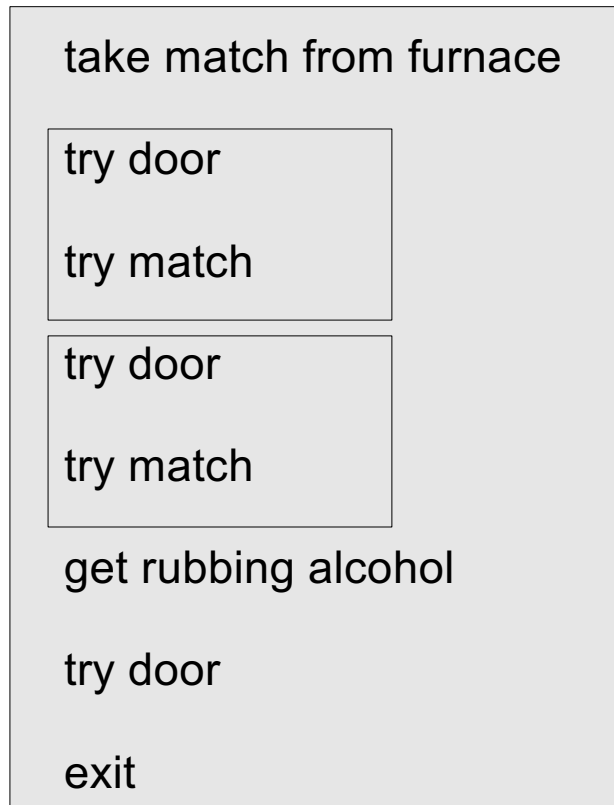 take match from furnace
try door
try match
try door
try match
get rubbing alcohol
try door
exit